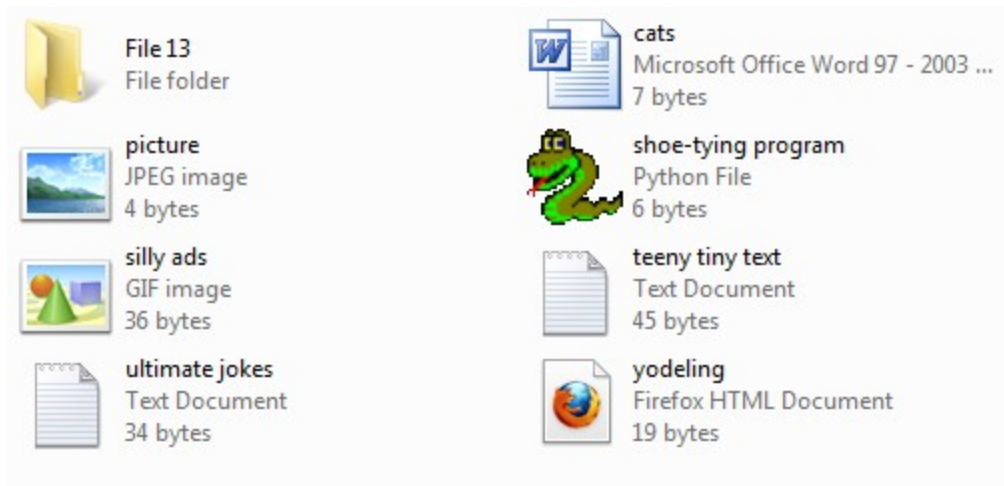 File 13
File folder
cats
Microsoft Office Word 97 - 2003 ...
7 bytes
picture
JPEG image
4 bytes
shoe-tying program
Python File
6 bytes
silly ads
GIF image
36 bytes
teeny tiny text
Text Document
45 bytes
ultimate jokes
Text Document
34 bytes
yodeling
Firefox HTML Document
19 bytes